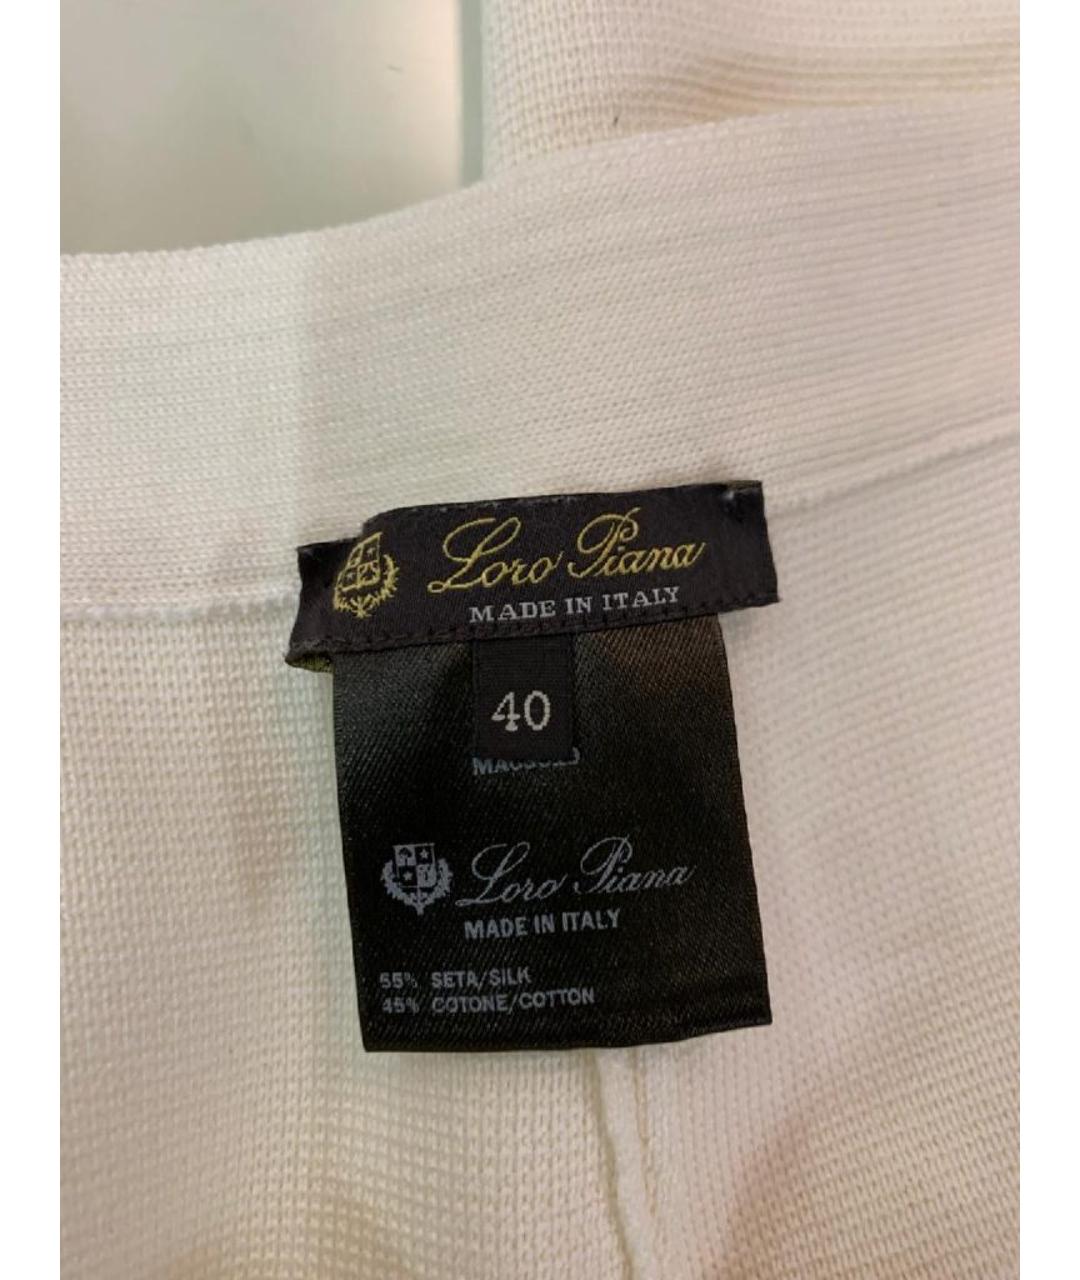 Loro Piana
MADE IN ITALY
40
Loro Piana
MADE IN ITALY
55% SETA/SILK
45% COTONE/COTTON